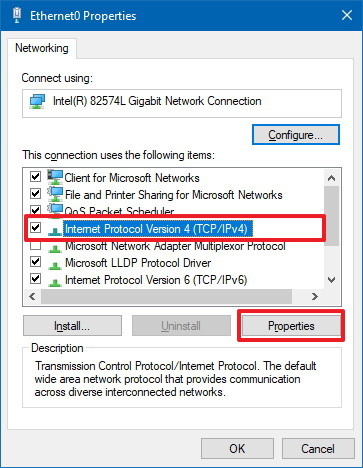 Ethernet0 Properties
Networking
Connect using:
Intel(R) 82574L Gigabit Network Connection
Configure...
This connection uses the following items:
Client for Microsoft Networks
File and Printer Sharing for Microsoft Networks
QoS Packet Scheduler
Internet Protocol Version 4 (TCP/IPv4)
Microsoft Network Adapter Multiplexor Protocol
Microsoft LLDP Protocol Driver
Internet Protocol Version 6 (TCP/IPv6)
Install...
Uninstall
Properties
Description
Transmission Control Protocol/Internet Protocol. The default
wide area network protocol that provides communication
across diverse interconnected networks.
OK
Cancel